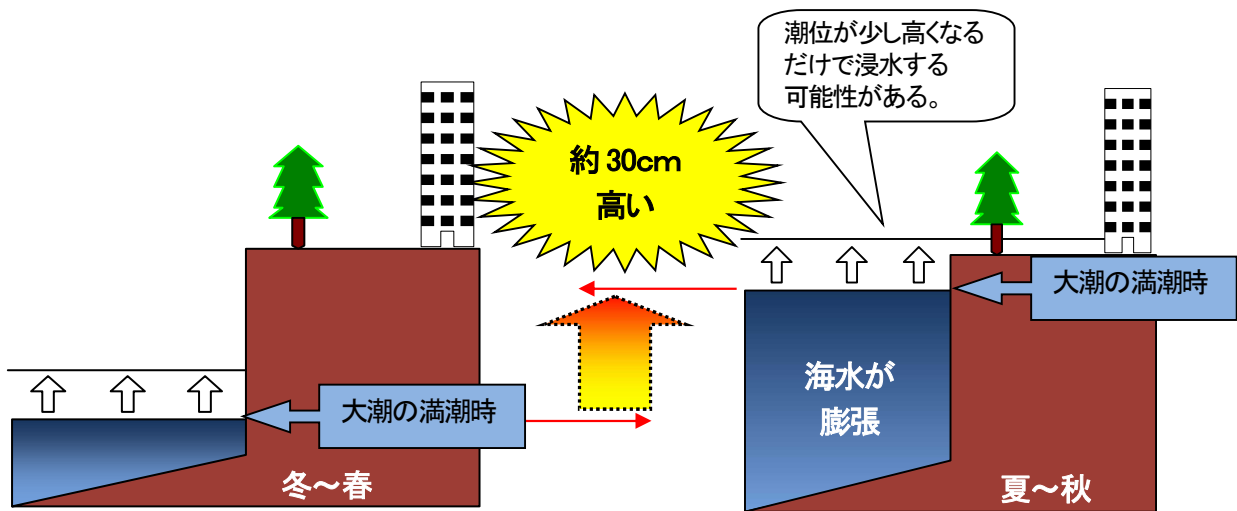 潮位が少し高くなる
だけで浸水する
可能性がある。
約 30cm
高い
大潮の満潮時
海水が
膨張
大潮の満潮時
冬～春
夏～秋